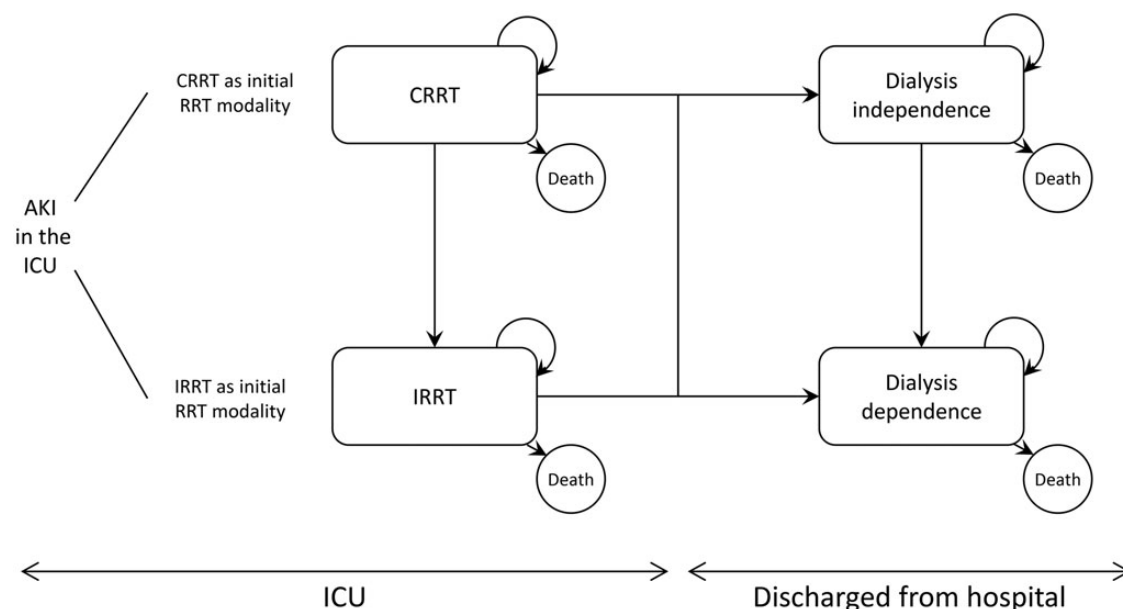 CRRT as initial
RRT modality
CRRT
Dialysis
independence
Death
Death
AKI
in the
ICU
IRRT as initial
RRT modality
IRRT
Dialysis
dependence
Death
Death
ICU
Discharged from hospital